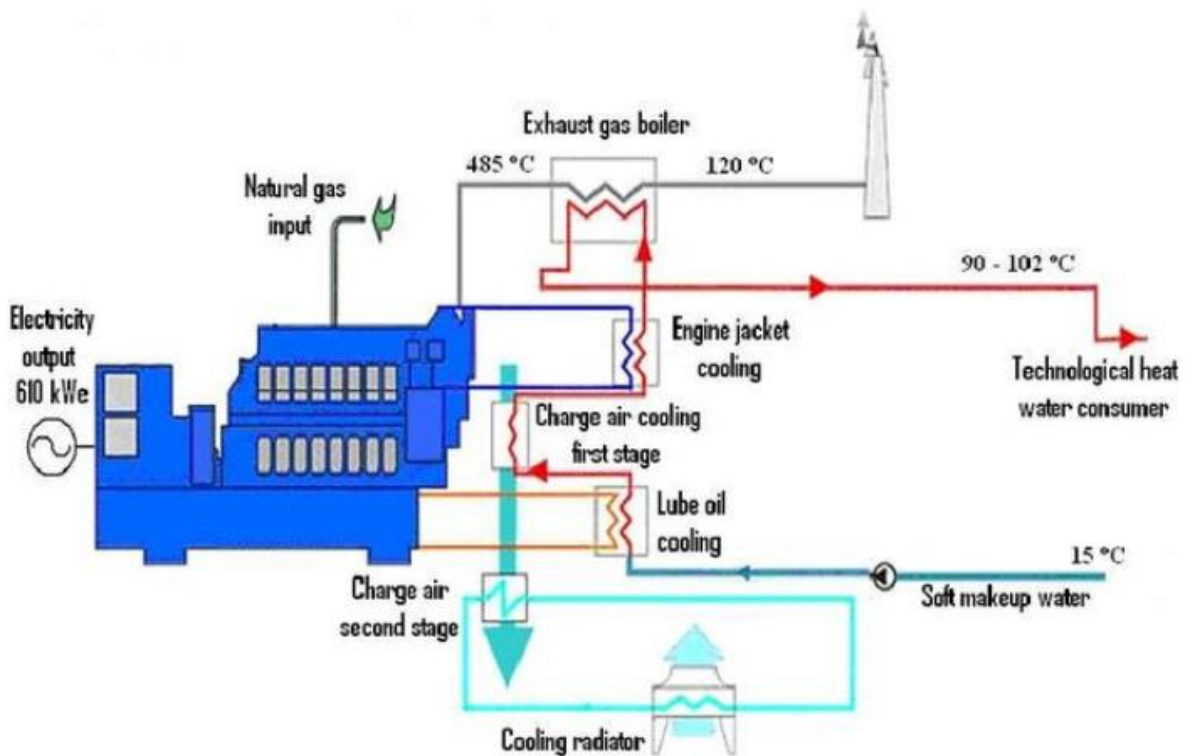 Exhaust gas boiler
485 °C
120 °C
Natural gas
input
90 - 102 °C
Electricity
output
610 kWe
Engine jacket
cooling
Technological heat
water consumer
Charge air cooling
first stage
Lube oil
cooling
15 °C
Soft makeup water
Charge air
second stage
Cooling radiator